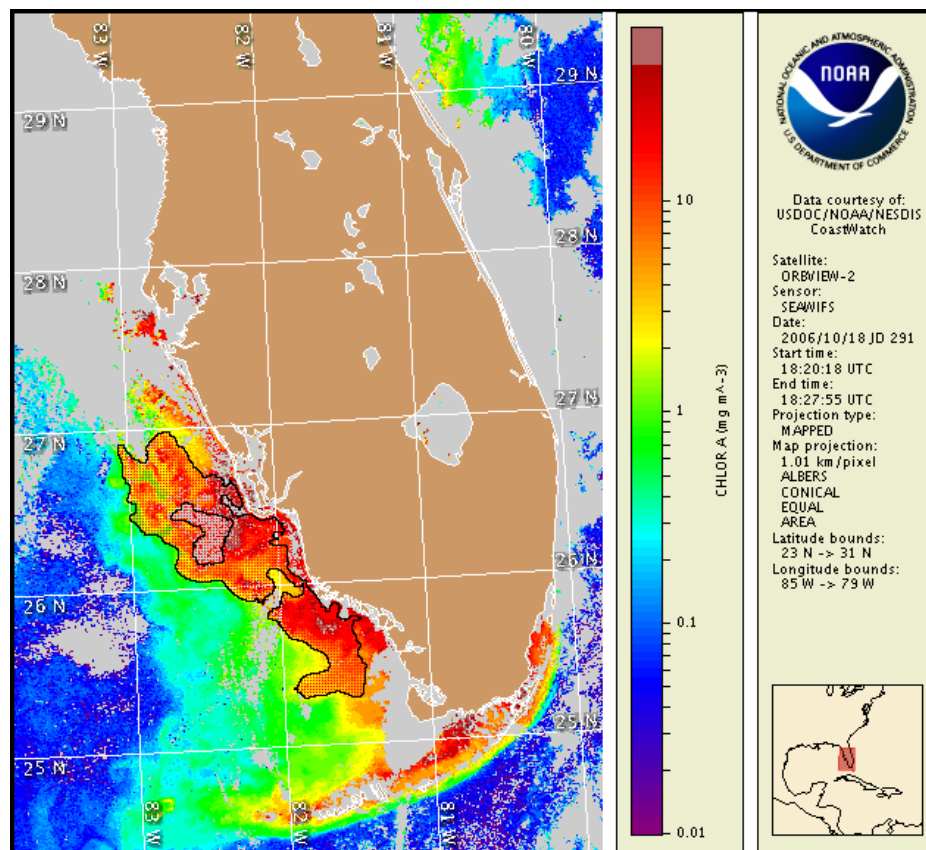 83 W
82 W
81 W
80 W
29 N
29 N
28 N
28 N
27 N
27 N
26 N
26 N
25 N
25 N
83 W
82 W
81 W
10
1
0.1
0.01
CHLOR A (mg m^-3)
NATIONAL OCEANIC AND ATMOSPHERIC ADMINISTRATION
NOAA
U.S. DEPARTMENT OF COMMERCE
Data courtesy of:
USDOC/NOAA/NESDIS
CoastWatch
Satellite:
ORBVIEW-2
Sensor:
SEAWIFS
Date:
2006/10/18 JD 291
Start time:
18:20:18 UTC
End time:
18:27:55 UTC
Projection type:
MAPPED
Map projection:
1.01 km/pixel
ALBERS
CONICAL
EQUAL
AREA
Latitude bounds:
23 N -> 31 N
Longitude bounds:
85 W -> 79 W